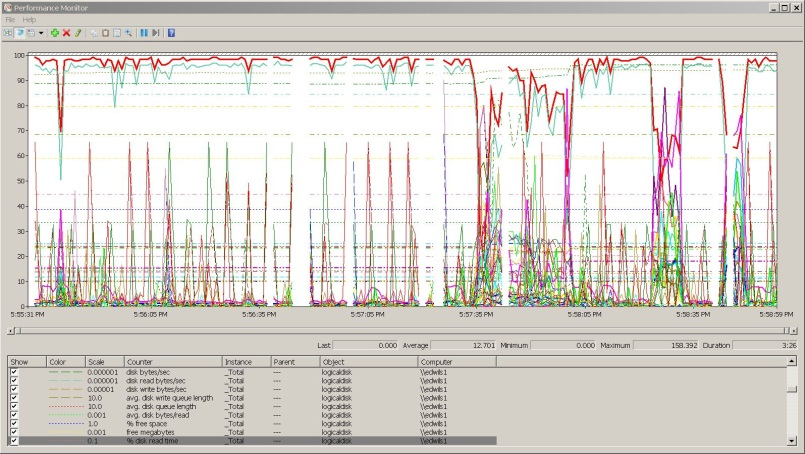 Performance Monitor
File Help
100
90
80
70
60
50
40
30
20
10
0
5:55:31 PM 5:56:05 PM 5:56:35 PM 5:57:05 PM 5:57:35 PM 5:58:05 PM 5:58:35 PM 5:58:59 PM
Last 0.000 Average 12.701 Minimum 0.000 Maximum 158.392 Duration 3:26
Show Color Scale Counter Instance Parent Object Computer
0.000001 disk bytes/sec _Total --- logicaldisk \\edwils1
0.000001 disk read bytes/sec _Total --- logicaldisk \\edwils1
0.00001 disk write bytes/sec _Total --- logicaldisk \\edwils1
10.0 avg. disk write queue length _Total --- logicaldisk \\edwils1
10.0 avg. disk queue length _Total --- logicaldisk \\edwils1
0.001 avg. disk bytes/read _Total --- logicaldisk \\edwils1
1.0 % free space _Total --- logicaldisk \\edwils1
0.001 free megabytes _Total --- logicaldisk \\edwils1
0.1 % disk read time _Total --- logicaldisk \\edwils1